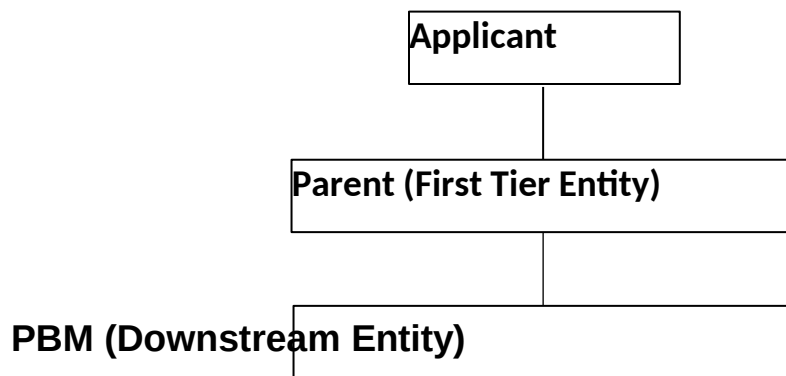 Applicant
Parent (First Tier Entity)
PBM (Downstream Entity)